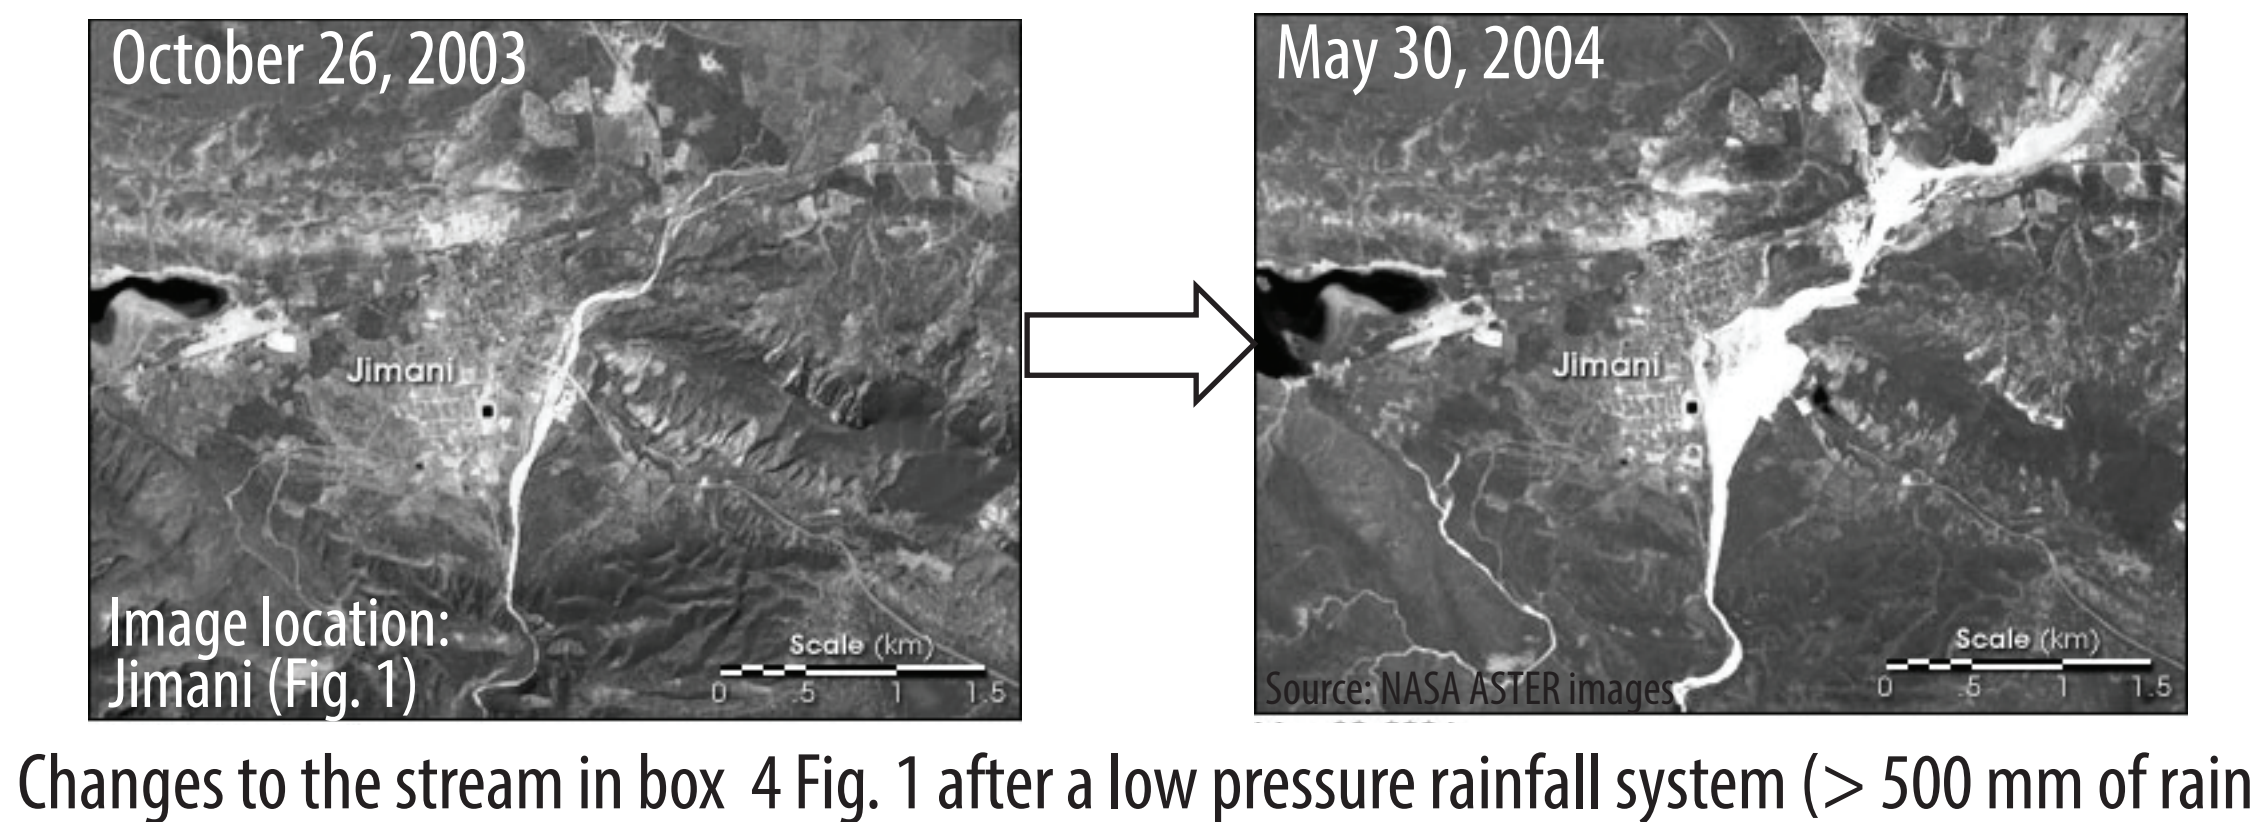 October 26, 2003
Jimani
Image location:
Jimani (Fig. 1)
Scale (km)
0 .5 1 1.5
May 30, 2004
Jimani
Source: NASA ASTER images
Scale (km)
0 .5 1 1.5
Changes to the stream in box 4 Fig. 1 after a low pressure rainfall system (> 500 mm of rain